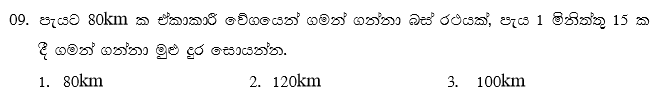 09. පැයට 80km ක ඒකාකාරී වේගයෙන් ගමන් ගන්නා බස් රථයක්, පැය 1 මිනිත්තු 15 ක
දී ගමන් ගන්නා මුළු දුර සොයන්න.
1. 80km 2. 120km 3. 100km